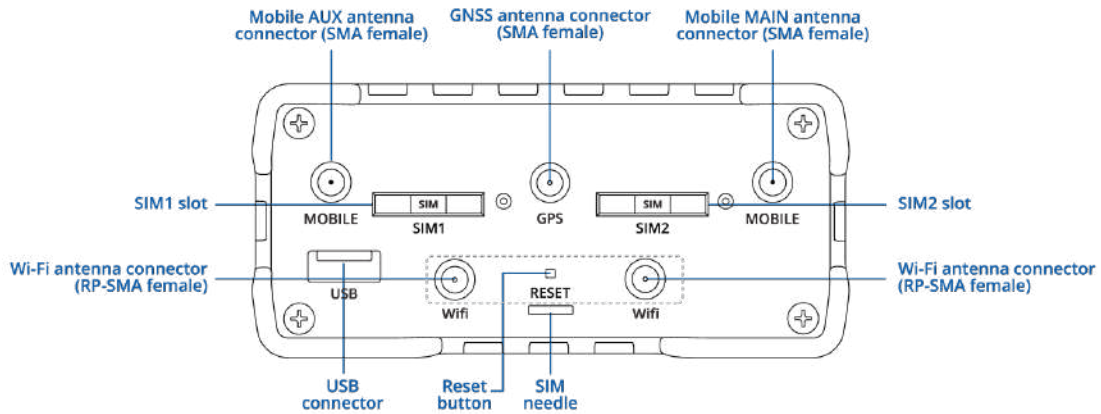 Mobile AUX antenna
connector (SMA female)
GNSS antenna connector
(SMA female)
Mobile MAIN antenna
connector (SMA female)
SIM1 slot
SIM
SIM
SIM2 slot
MOBILE
SIM1
GPS
SIM2
MOBILE
Wi-Fi antenna connector
(RP-SMA female)
Wi-Fi antenna connector
(RP-SMA female)
USB
RESET
Wifi
Wifi
USB
connector
Reset
button
SIM
needle